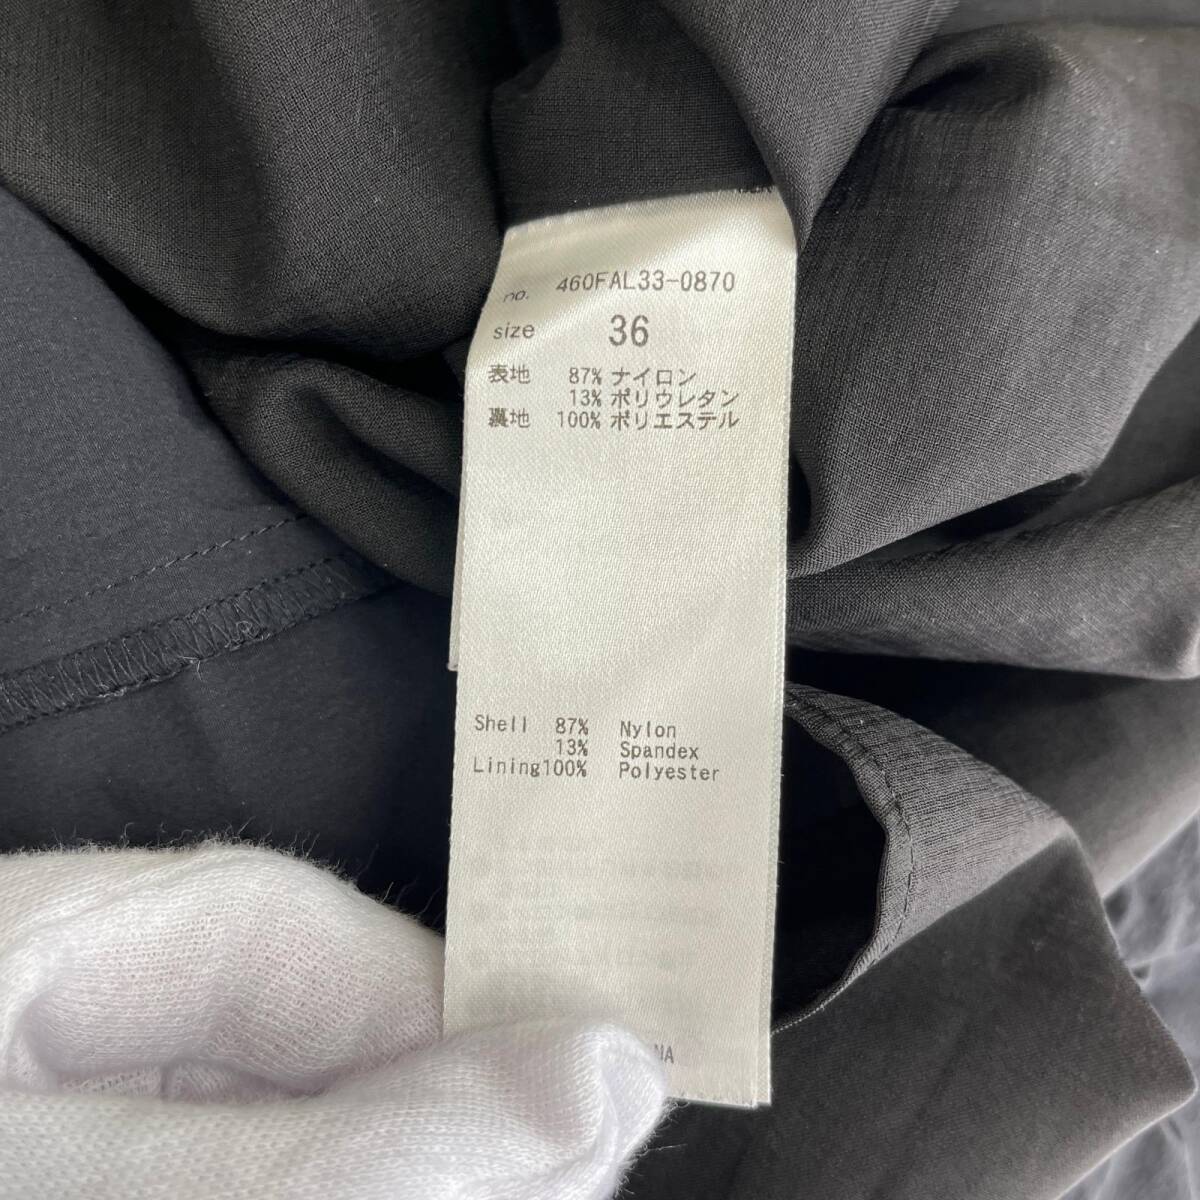 no. 460FAL33-0870
size 36
表地 87% ナイロン
13% ポリウレタン
裏地 100% ポリエステル
Shell 87% Nylon
13% Spandex
Lining100% Polyester